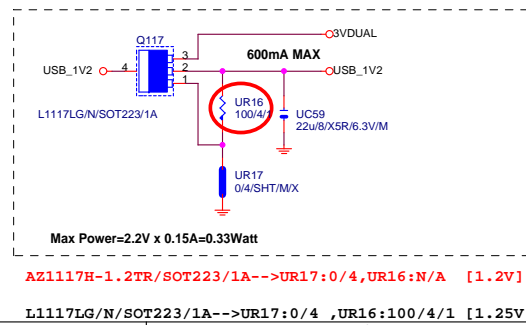 3VDUAL
Q117
600mA MAX
3
USB_1V2 4 2 USB_1V2
1
UR16
100/4/1
UC59
22u/8/X5R/6.3V/M
L1117LG/N/SOT223/1A
UR17
0/4/SHT/M/X
Max Power=2.2V x 0.15A=0.33Watt
AZ1117H-1.2TR/SOT223/1A-->UR17:0/4,UR16:N/A [1.2V]
L1117LG/N/SOT223/1A-->UR17:0/4 ,UR16:100/4/1 [1.25V